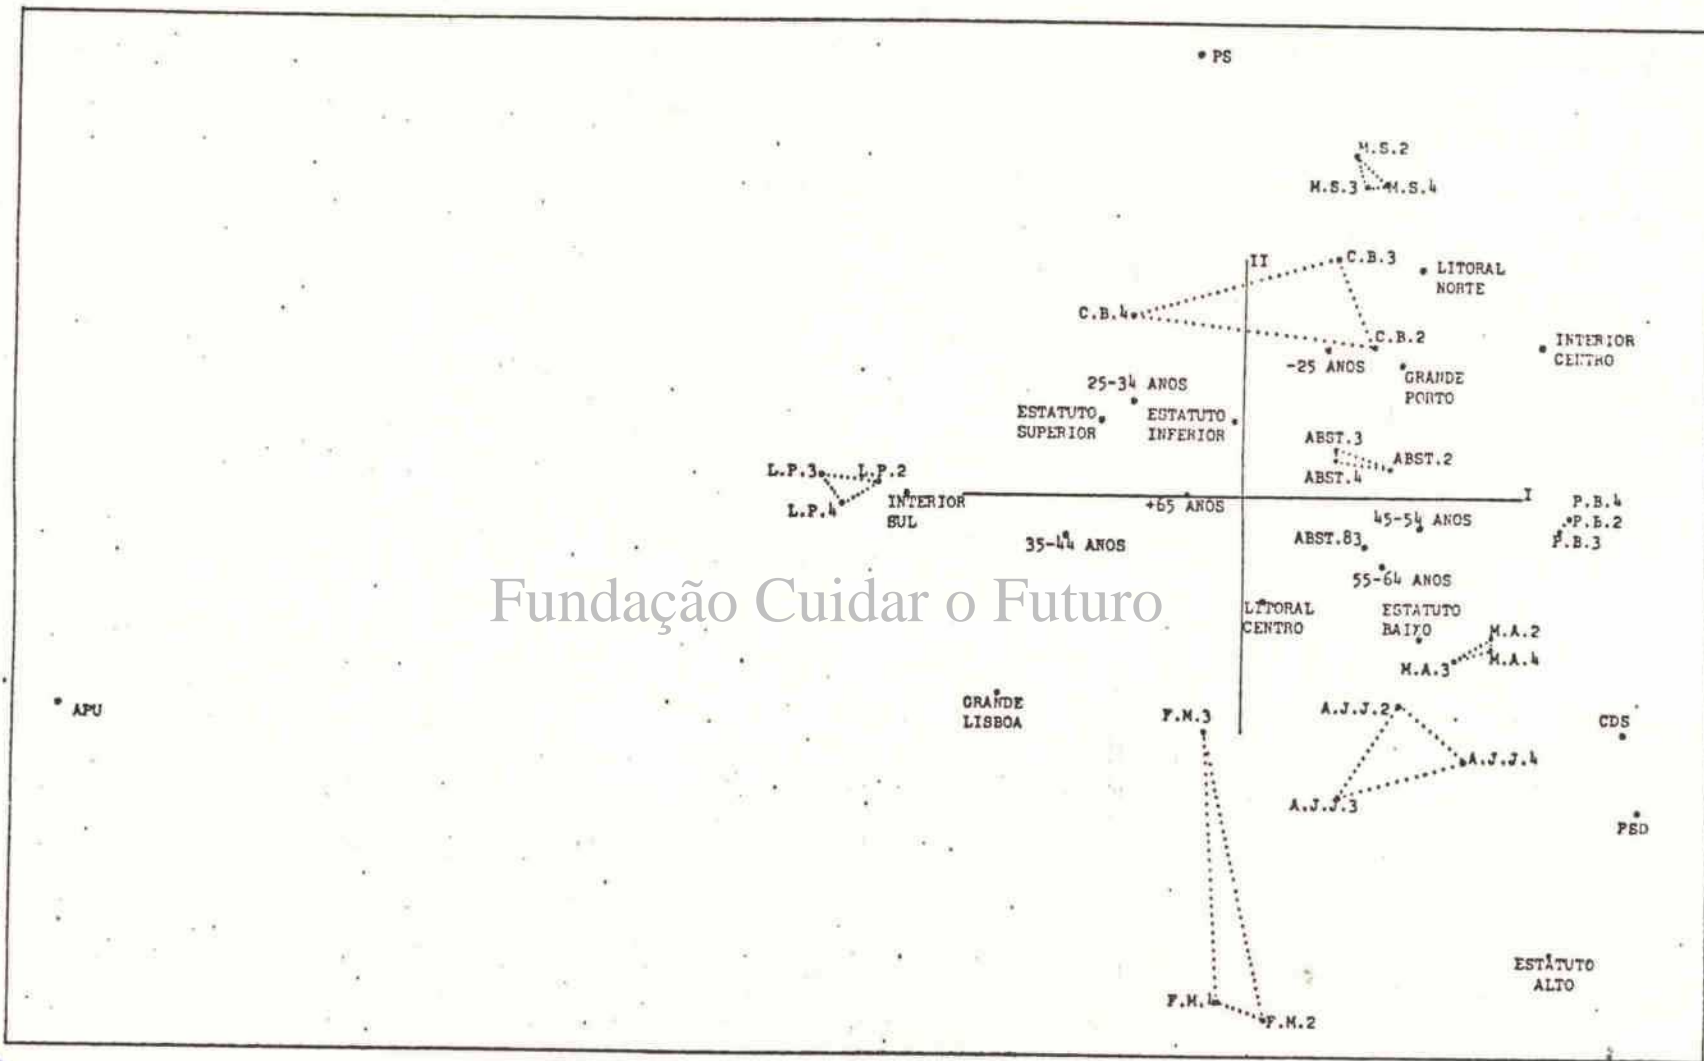 PS
M.S.2
M.S.3 M.S.4
II
C.B.3
LITORAL
NORTE
C.B.4
C.B.2
INTERIOR
CENTRO
-25 ANOS
GRANDE
PORTO
25-34 ANOS
ESTATUTO
SUPERIOR
ESTATUTO
INFERIOR
ABST.3
ABST.2
ABST.4
L.P.3 L.P.2
L.P.4
INTERIOR
SUL
+65 ANOS
I
P.B.4
P.B.2
P.B.3
45-54 ANOS
35-44 ANOS
ABST.83
55-64 ANOS
Fundação Cuidar o Futuro
LITORAL
CENTRO
ESTATUTO
BAIXO
M.A.2
M.A.3
M.A.4
APU
GRANDE
LISBOA
F.M.3
A.J.J.2
CDS
A.J.J.4
A.J.J.3
PSD
ESTATUTO
ALTO
F.M.4
F.M.2